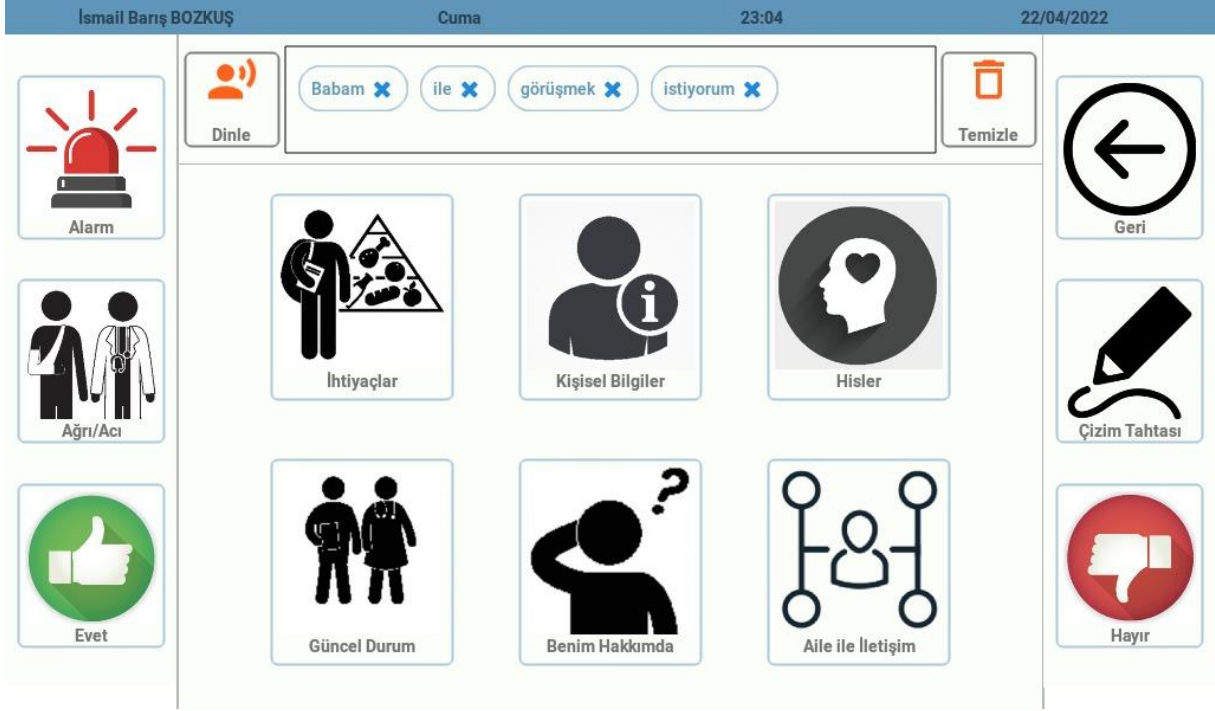 İsmail Barış BOZKUŞ Cuma 23:04 22/04/2022
Babam ile görüşmek istiyorum
Dinle
Temizle
Alarm
Geri
İhtiyaçlar Kişisel Bilgiler Hisler
Ağrı/Acı
Çizim Tahtası
Evet
Hayır
Güncel Durum Benim Hakkımda Aile ile İletişim